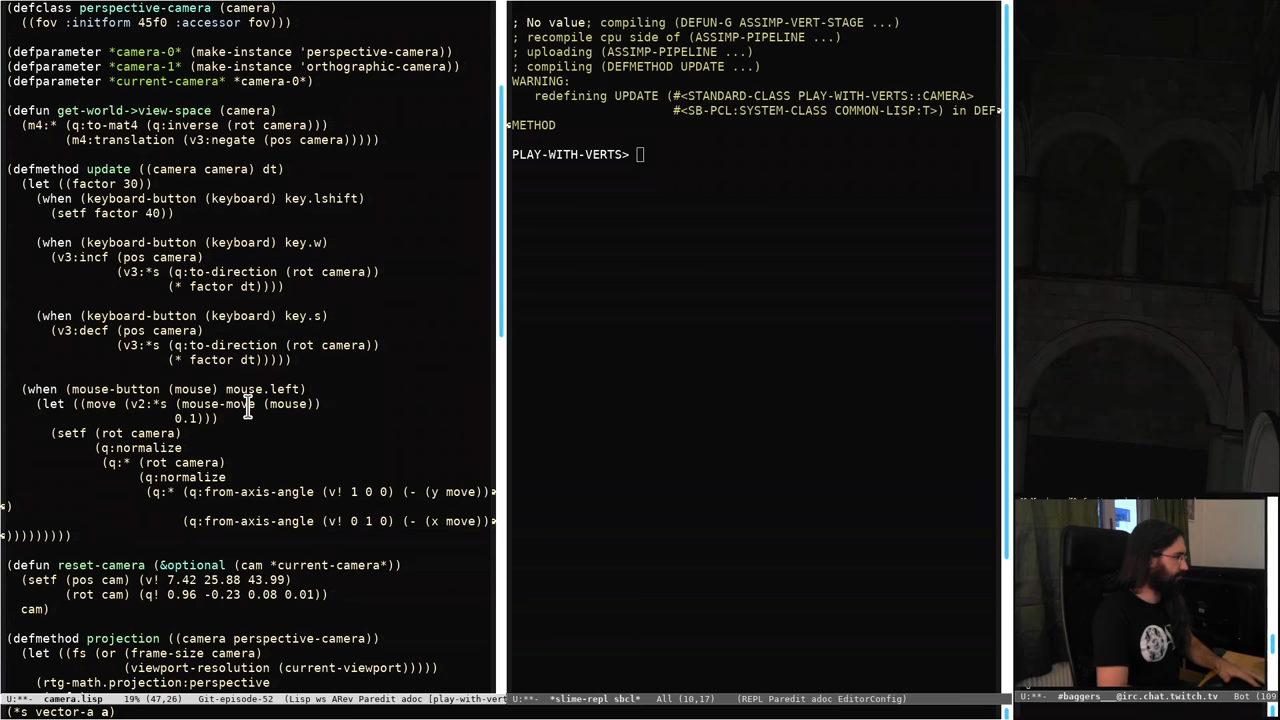 (defclass perspective-camera (camera)
  ((fov :initform 45f0 :accessor fov)))
(defparameter *camera-0* (make-instance 'perspective-camera))
(defparameter *camera-1* (make-instance 'orthographic-camera))
(defparameter *current-camera* *camera-0*)
(defun get-world->view-space (camera)
  (m4:* (q:to-mat4 (q:inverse (rot camera)))
        (m4:translation (v3:negate (pos camera)))))
(defmethod update ((camera camera) dt)
  (let ((factor 30))
    (when (keyboard-button (keyboard) key.lshift)
      (setf factor 40))
    (when (keyboard-button (keyboard) key.w)
      (v3:incf (pos camera)
               (v3:*s (q:to-direction (rot camera))
                      (* factor dt))))
    (when (keyboard-button (keyboard) key.s)
      (v3:decf (pos camera)
               (v3:*s (q:to-direction (rot camera))
                      (* factor dt)))))
  (when (mouse-button (mouse) mouse.left)
    (let ((move (v2:*s (mouse-move (mouse))
                       0.1)))
      (setf (rot camera)
            (q:normalize
             (q:* (rot camera)
                  (q:normalize
                   (q:* (q:from-axis-angle (v! 1 0 0) (- (y move))
)
                        (q:from-axis-angle (v! 0 1 0) (- (x move))
)))))))))
(defun reset-camera (&optional (cam *current-camera*))
  (setf (pos cam) (v! 7.42 25.88 43.99)
        (rot cam) (q! 0.96 -0.23 0.08 0.01))
  cam)
(defmethod projection ((camera perspective-camera))
  (let ((fs (or (frame-size camera)
                (viewport-resolution (current-viewport)))))
    (rtg-math.projection:perspective
U:**-  camera.lisp    19% (47,26)    Git-episode-52    (Lisp ws ARev Paredit adoc [play-with-vert
(*s vector-a a)
; No value; compiling (DEFUN-G ASSIMP-VERT-STAGE ...)
; recompile cpu side of (ASSIMP-PIPELINE ...)
; uploading (ASSIMP-PIPELINE ...)
; compiling (DEFMETHOD UPDATE ...)
WARNING:
   redefining UPDATE (#<STANDARD-CLASS PLAY-WITH-VERTS::CAMERA>
                      #<SB-PCL:SYSTEM-CLASS COMMON-LISP:T>) in DEF
METHOD
PLAY-WITH-VERTS>
U:**-  *slime-repl sbcl*    All (10,17)    (REPL Paredit adoc EditorConfig)
U:**-  #baggers___@irc.chat.twitch.tv    Bot (109